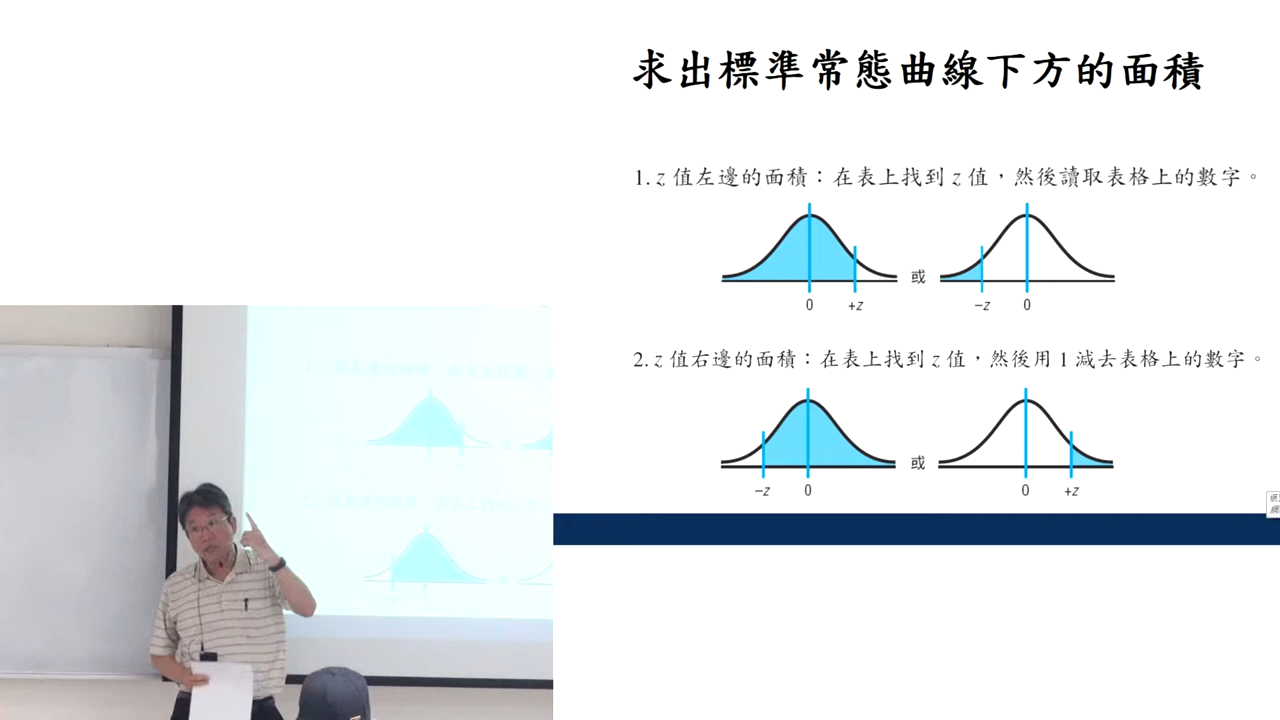 求出標準常態曲線下方的面積
1. z 值左邊的面積：在表上找到 z 值，然後讀取表格上的數字。
或
0 +z −z 0
2. z 值右邊的面積：在表上找到 z 值，然後用 1 減去表格上的數字。
或
−z 0 0 +z